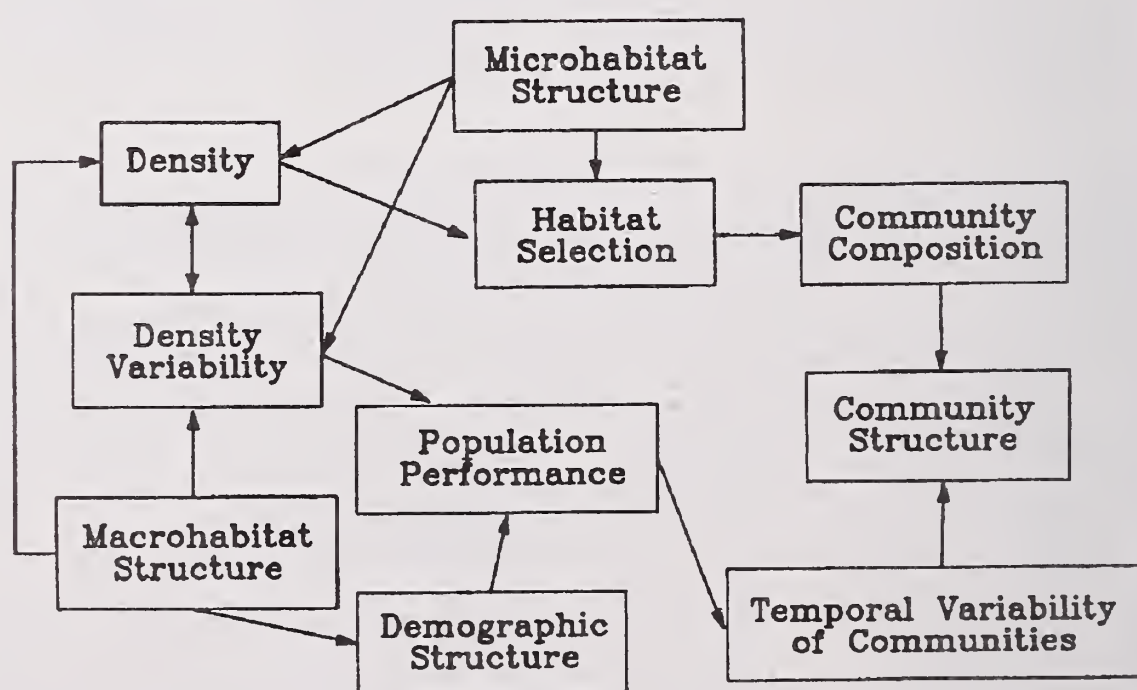 Microhabitat
Structure
Density
Habitat
Selection
Community
Composition
Density
Variability
Community
Structure
Population
Performance
Macrohabitat
Structure
Demographic
Structure
Temporal Variability
of Communities